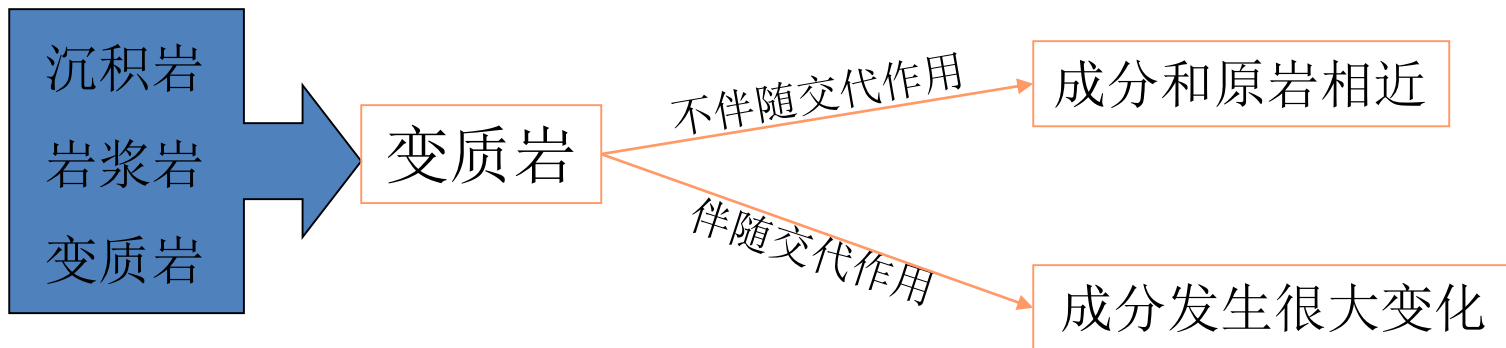 沉积岩
岩浆岩
变质岩
变质岩
不伴随交代作用
成分和原岩相近
伴随交代作用
成分发生很大变化